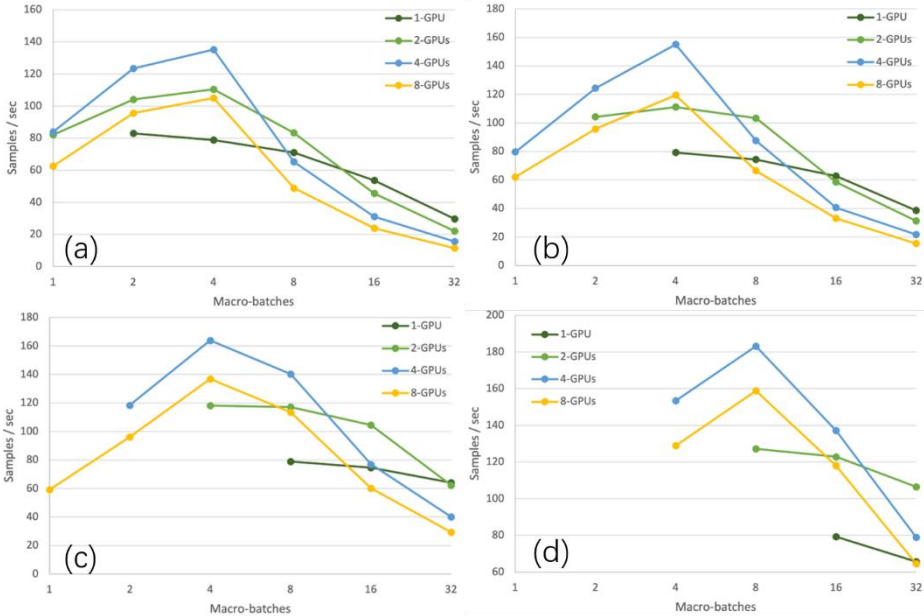 160
140
120
100
80
60
40
20
0
Samples / sec
1 2 4 8 16 32
Macro-batches
1-GPU
2-GPUs
4-GPUs
8-GPUs
(a)
180
160
140
120
100
80
60
40
20
0
Samples / sec
1 2 4 8 16 32
Macro-batches
1-GPU
2-GPUs
4-GPUs
8-GPUs
(b)
180
160
140
120
100
80
60
40
20
0
Samples / sec
1 2 4 8 16 32
Macro-batches
1-GPU
2-GPUs
4-GPUs
8-GPUs
(c)
200
180
160
140
120
100
80
60
Samples / sec
1 2 4 8 16 32
Macro-batches
1-GPU
2-GPUs
4-GPUs
8-GPUs
(d)